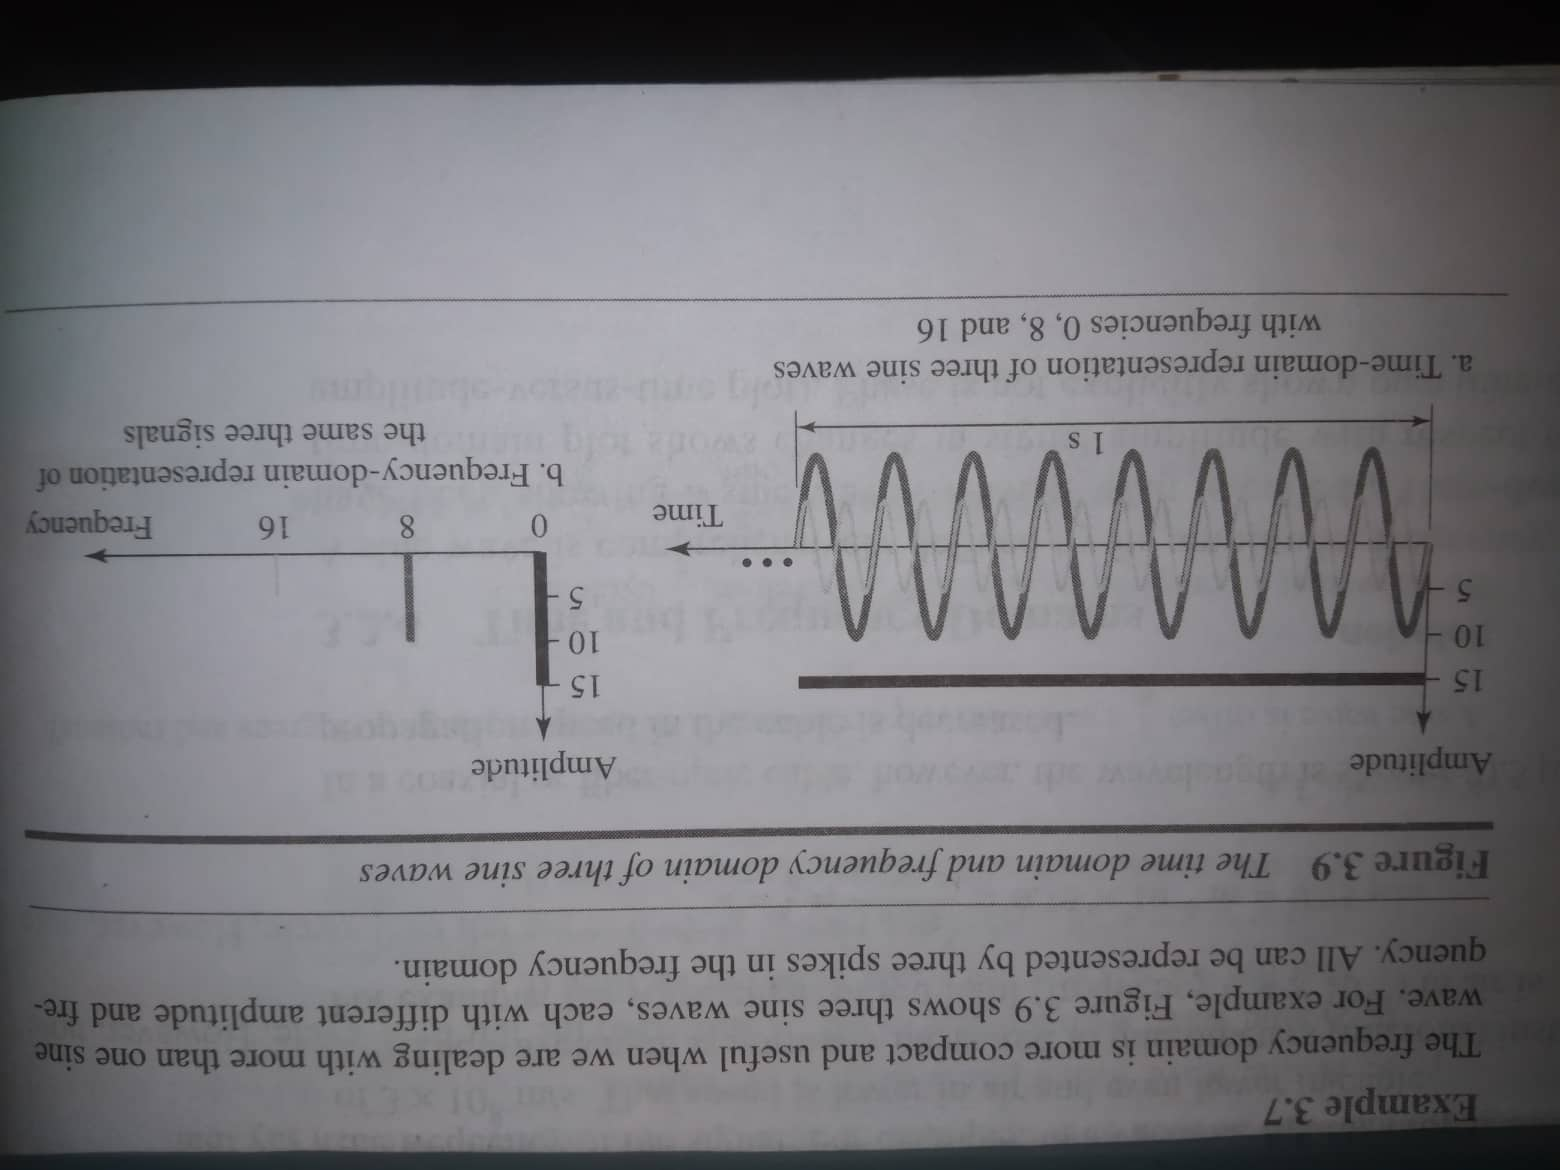 Example 3.7
The frequency domain is more compact and useful when we are dealing with more than one sine
wave. For example, Figure 3.9 shows three sine waves, each with different amplitude and fre-
quency. All can be represented by three spikes in the frequency domain.
Figure 3.9 The time domain and frequency domain of three sine waves
Amplitude
15
10
5
Time
1 s
a. Time-domain representation of three sine waves
with frequencies 0, 8, and 16
Amplitude
15
10
5
0 8 16 Frequency
b. Frequency-domain representation of
the same three signals